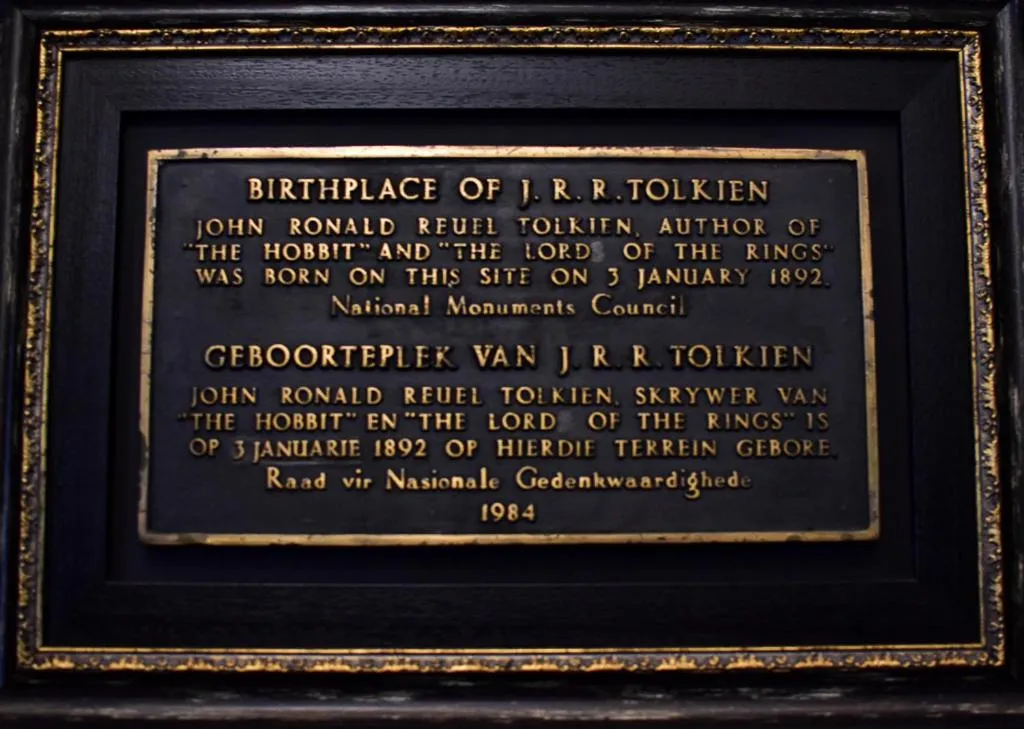 BIRTHPLACE OF J. R. R. TOLKIEN
JOHN RONALD REUEL TOLKIEN, AUTHOR OF
"THE HOBBIT" AND "THE LORD OF THE RINGS"
WAS BORN ON THIS SITE ON 3 JANUARY 1892.
National Monuments Council
GEBOORTEPLEK VAN J. R. R. TOLKIEN
JOHN RONALD REUEL TOLKIEN, SKRYWER VAN
"THE HOBBIT" EN "THE LORD OF THE RINGS" IS
OP 3 JANUARIE 1892 OP HIERDIE TERREIN GEBORE.
Raad vir Nasionale Gedenkwaardighede
1984